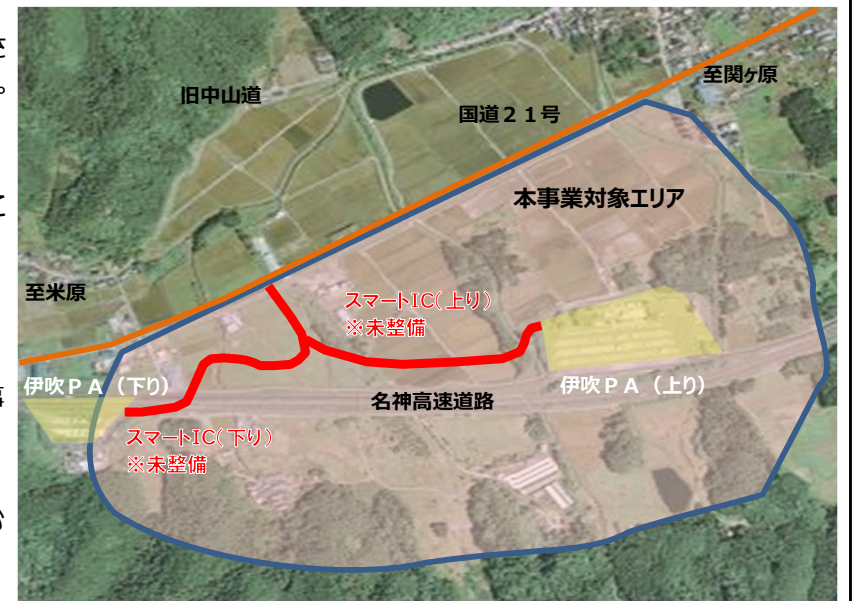 さ
。
て
事
旧中山道
国道２１号
至関ヶ原
本事業対象エリア
至米原
スマートIC（上り）
※未整備
伊吹ＰＡ（下り）
伊吹ＰＡ（上り）
名神高速道路
スマートIC（下り）
※未整備